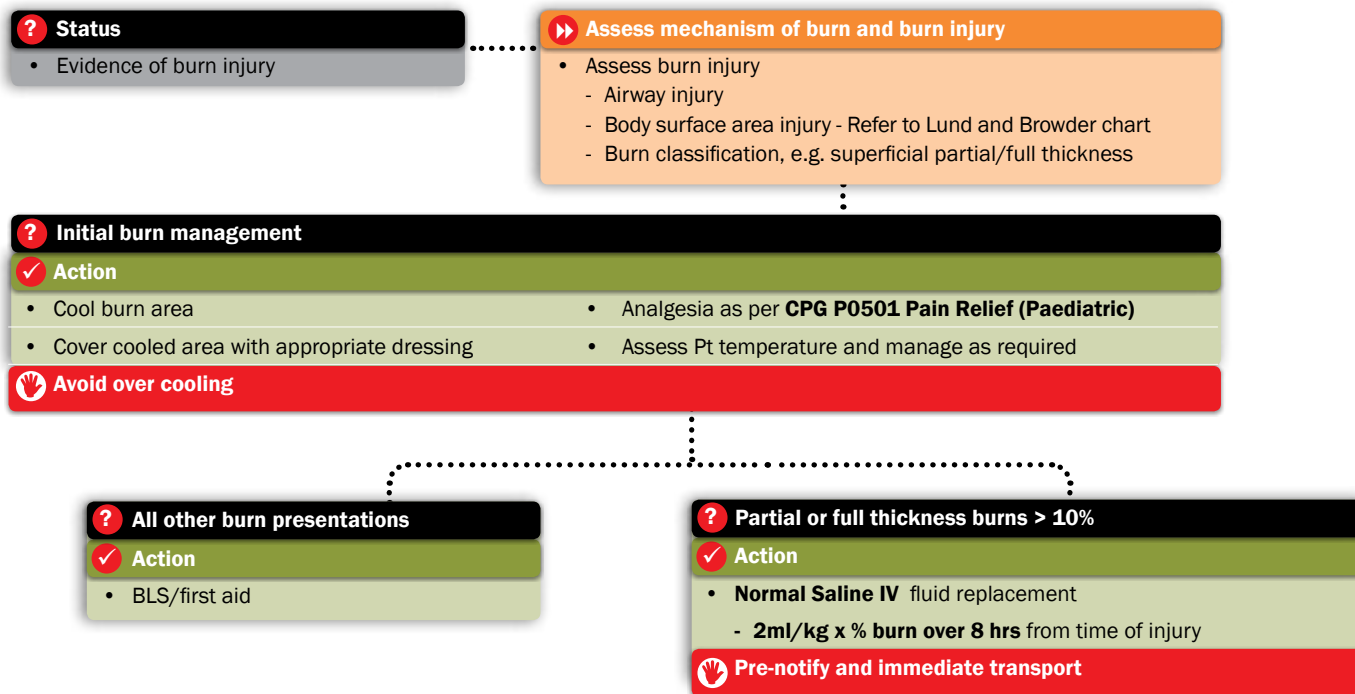 ? Status
• Evidence of burn injury
Assess mechanism of burn and burn injury
• Assess burn injury
- Airway injury
- Body surface area injury - Refer to Lund and Browder chart
- Burn classification, e.g. superficial partial/full thickness
? Initial burn management
✓ Action
• Cool burn area
• Analgesia as per CPG P0501 Pain Relief (Paediatric)
• Cover cooled area with appropriate dressing
• Assess Pt temperature and manage as required
Avoid over cooling
? All other burn presentations
✓ Action
• BLS/first aid
? Partial or full thickness burns > 10%
✓ Action
• Normal Saline IV fluid replacement
- 2ml/kg x % burn over 8 hrs from time of injury
Pre-notify and immediate transport